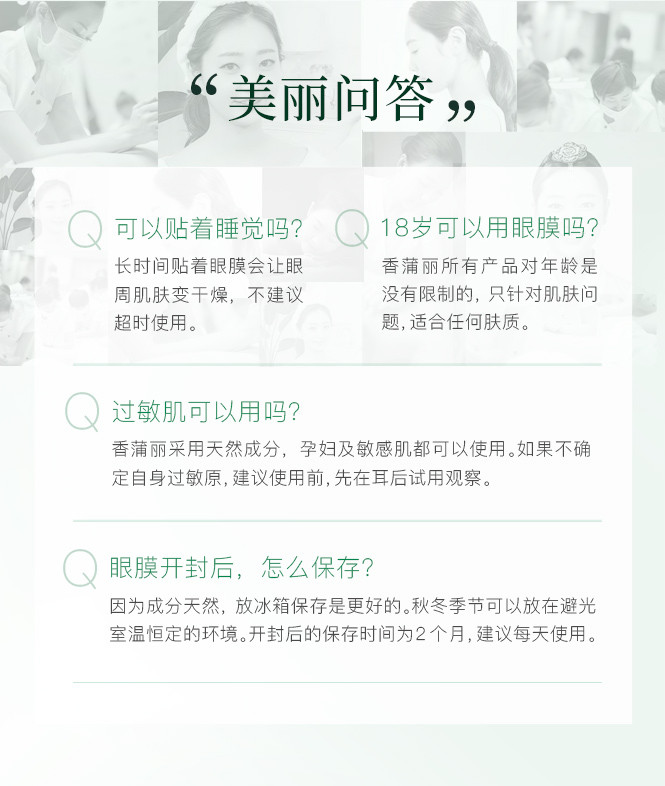 “美丽问答”
Q 可以贴着睡觉吗?
长时间贴着眼膜会让眼
周肌肤变干燥，不建议
超时使用。
Q 18岁可以用眼膜吗?
香蒲丽所有产品对年龄是
没有限制的，只针对肌肤问
题,适合任何肤质。
Q 过敏肌可以用吗?
香蒲丽采用天然成分，孕妇及敏感肌都可以使用。如果不确
定自身过敏原,建议使用前,先在耳后试用观察。
Q 眼膜开封后，怎么保存?
因为成分天然，放冰箱保存是更好的。秋冬季节可以放在避光
室温恒定的环境。开封后的保存时间为2个月,建议每天使用。